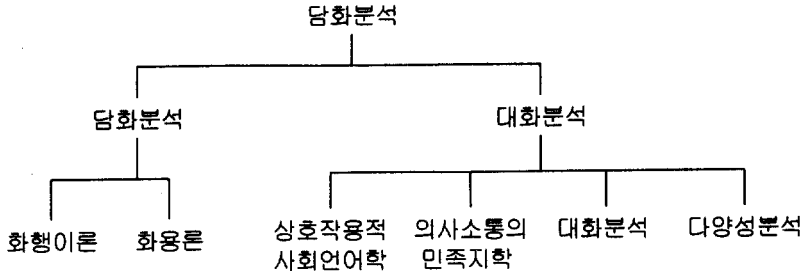 담화분석
담화분석
대화분석
화행이론
화용론
상호작용적
사회언어학
의사소통의
민족지학
대화분석
다양성분석